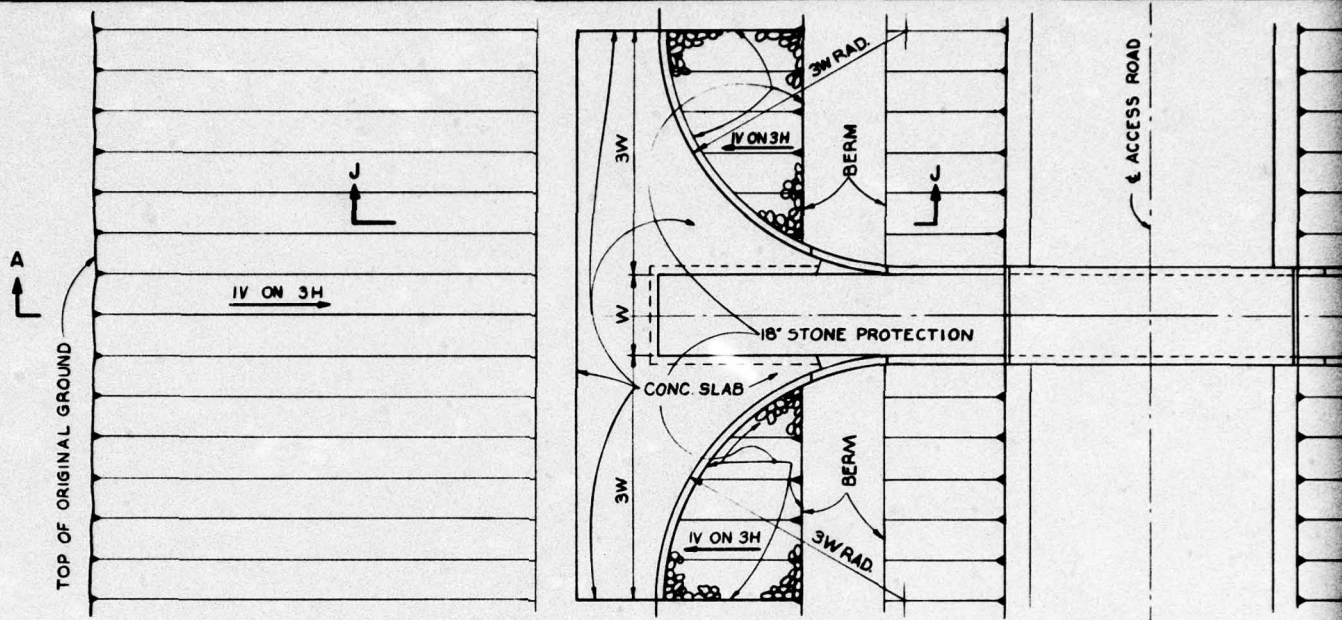 3W RAD.
℄ ACCESS ROAD
3W
1V ON 3H
BERM
J
J
A
1V ON 3H
W
18" STONE PROTECTION
TOP OF ORIGINAL GROUND
CONC. SLAB
3W
BERM
1V ON 3H
3W RAD.